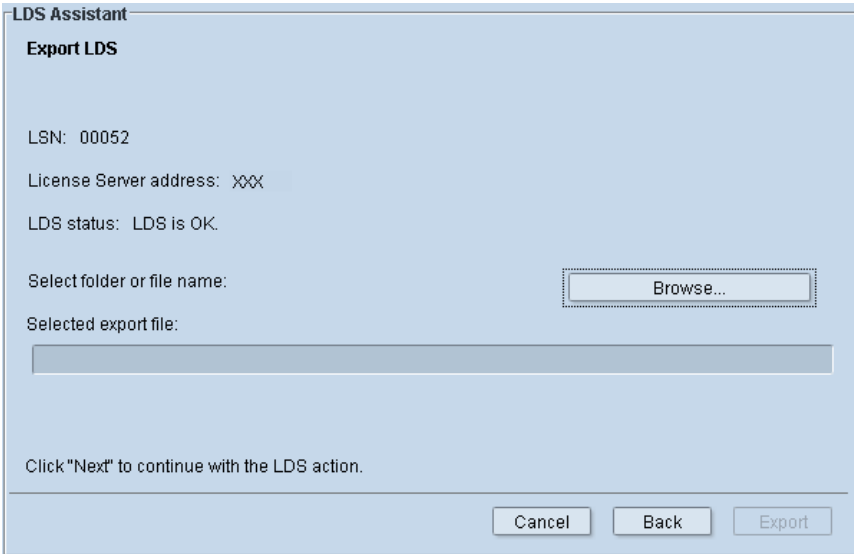 LDS Assistant
Export LDS
LSN: 00052
License Server address: XXX
LDS status: LDS is OK.
Select folder or file name:
Browse...
Selected export file:
Click "Next" to continue with the LDS action.
Cancel Back Export